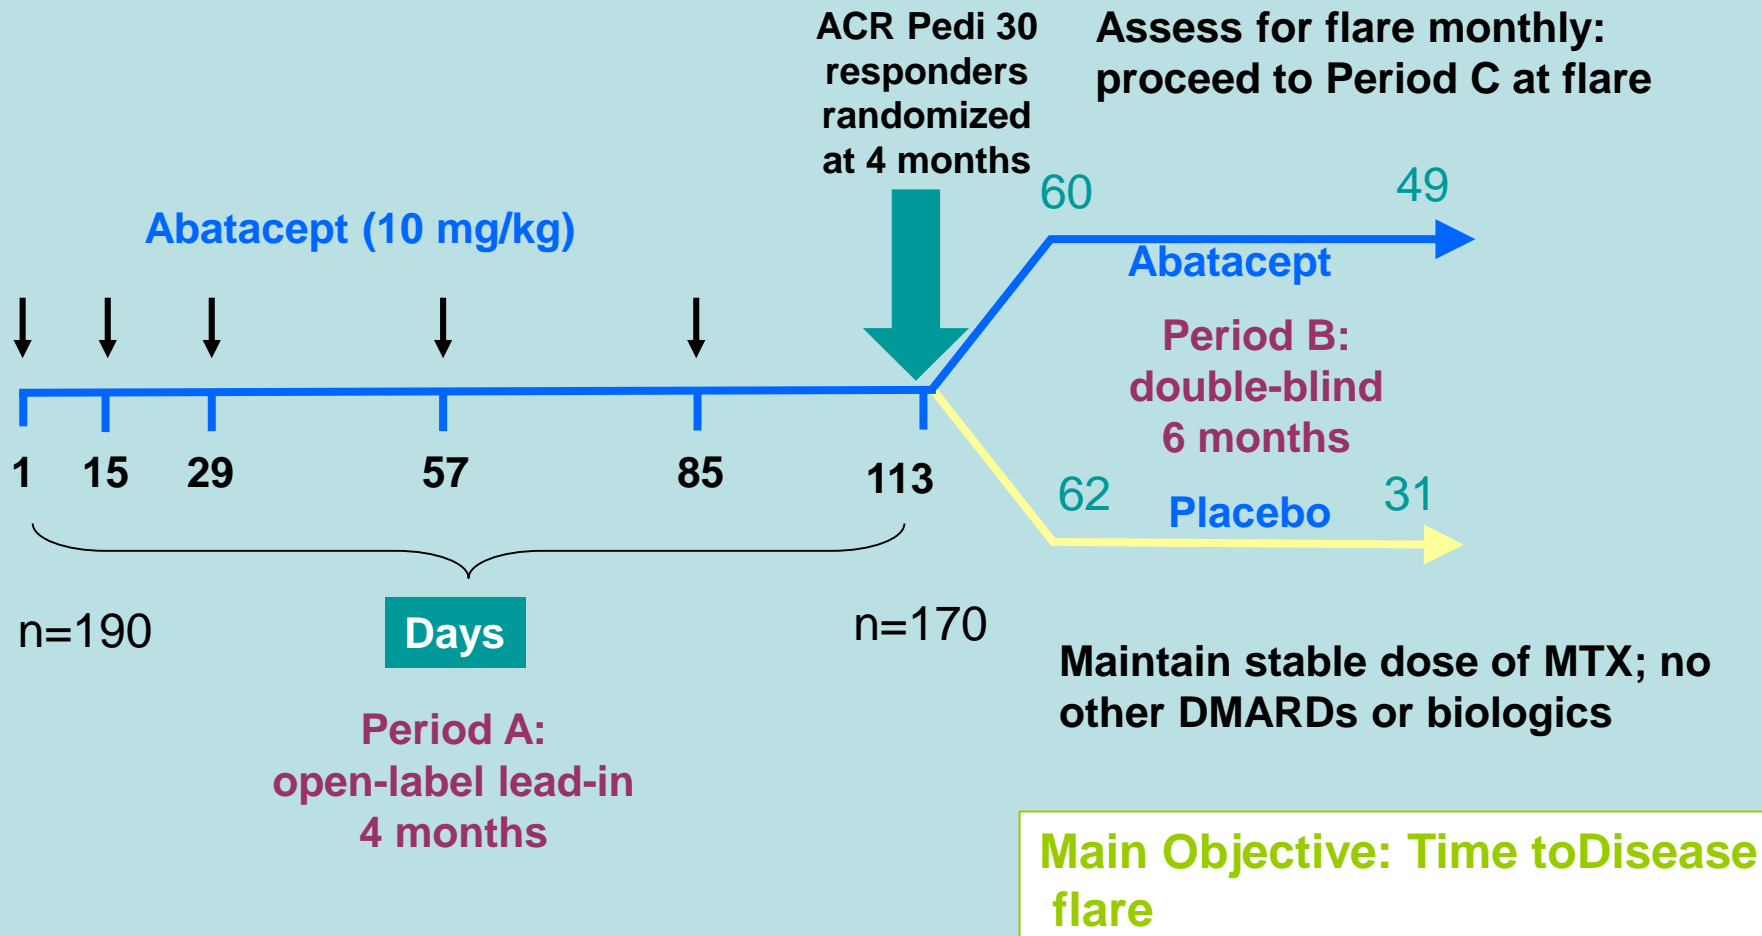 ACR Pedi 30
responders
randomized
at 4 months
Assess for flare monthly:
proceed to Period C at flare
Abatacept (10 mg/kg)
60
49
Abatacept
Period B:
double-blind
6 months
1 15 29 57 85 113
62
Placebo
31
n=190
Days
n=170
Maintain stable dose of MTX; no
other DMARDs or biologics
Period A:
open-label lead-in
4 months
Main Objective: Time toDisease
flare